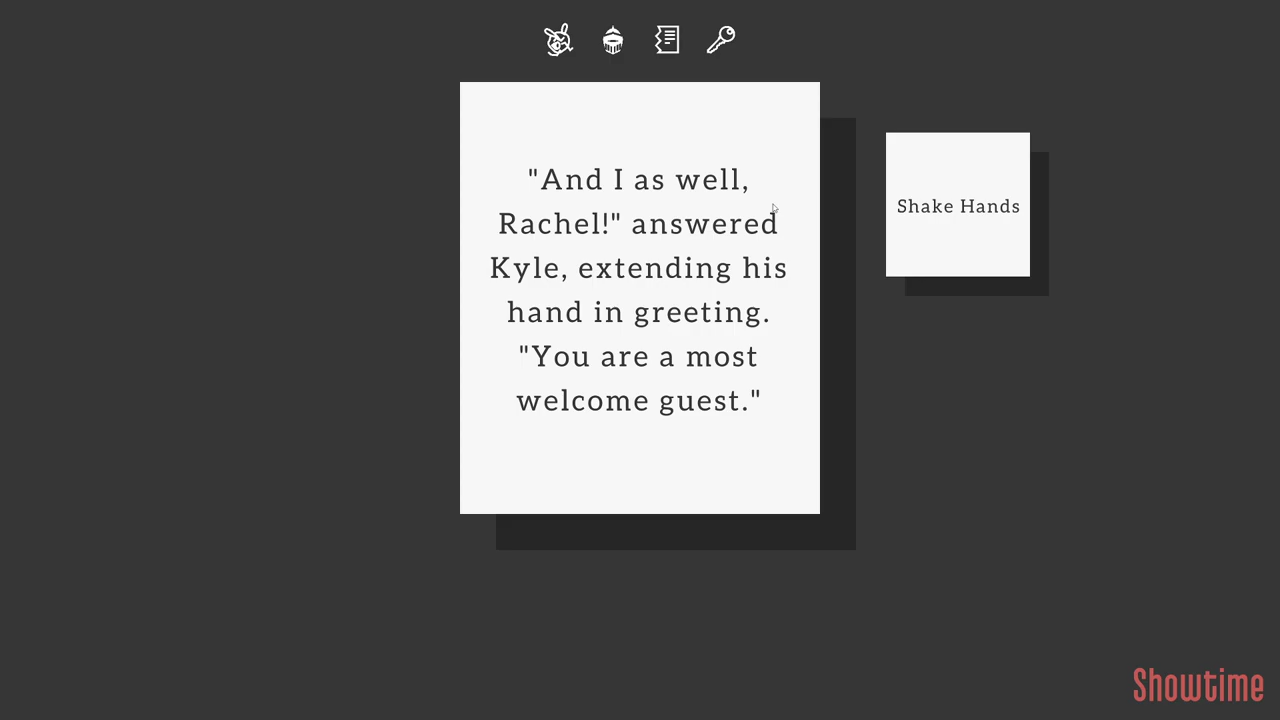 "And I as well,
Rachel!" answered
Kyle, extending his
hand in greeting.
"You are a most
welcome guest."
Shake Hands
Showtime